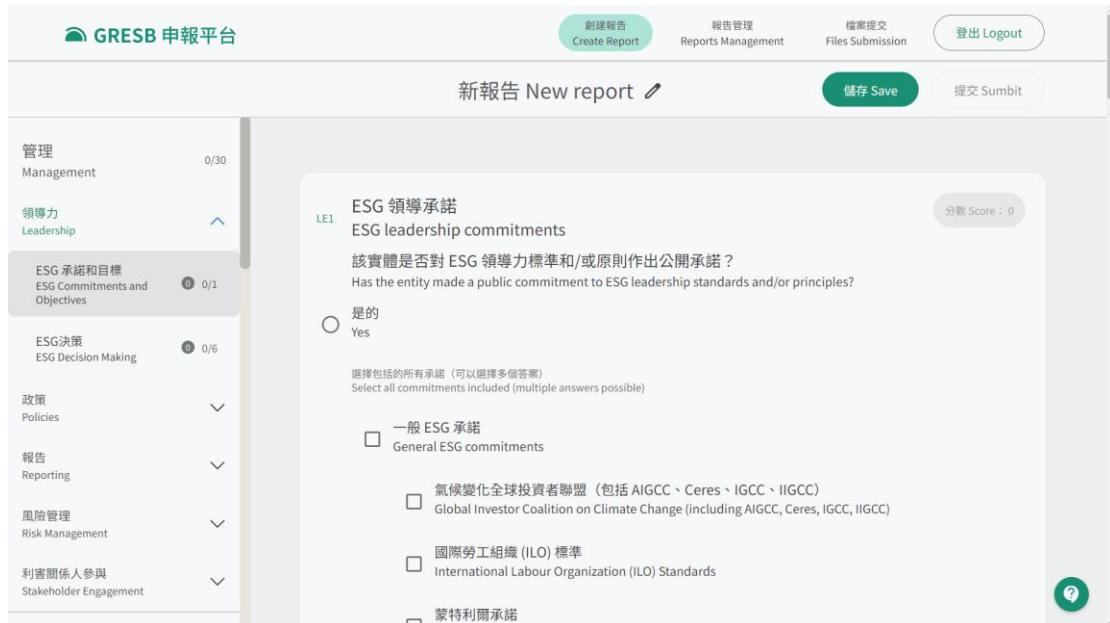 GRESB 申報平台
創建報告
Create Report
報告管理
Reports Management
檔案提交
Files Submission
登出 Logout
新報告 New report
儲存 Save
提交 Sumbit
管理
Management
0/30
領導力
Leadership
ESG 承諾和目標
ESG Commitments and
Objectives
0 0/1
ESG決策
ESG Decision Making
0 0/6
政策
Policies
報告
Reporting
風險管理
Risk Management
利害關係人參與
Stakeholder Engagement
LE1
ESG 領導承諾
ESG leadership commitments
分數 Score： 0
該實體是否對 ESG 領導力標準和/或原則作出公開承諾？
Has the entity made a public commitment to ESG leadership standards and/or principles?
是的
Yes
選擇包括的所有承諾（可以選擇多個答案）
Select all commitments included (multiple answers possible)
一般 ESG 承諾
General ESG commitments
氣候變化全球投資者聯盟（包括 AIGCC、Ceres、IGCC、IIGCC）
Global Investor Coalition on Climate Change (including AIGCC, Ceres, IGCC, IIGCC)
國際勞工組織 (ILO) 標準
International Labour Organization (ILO) Standards
蒙特利爾承諾